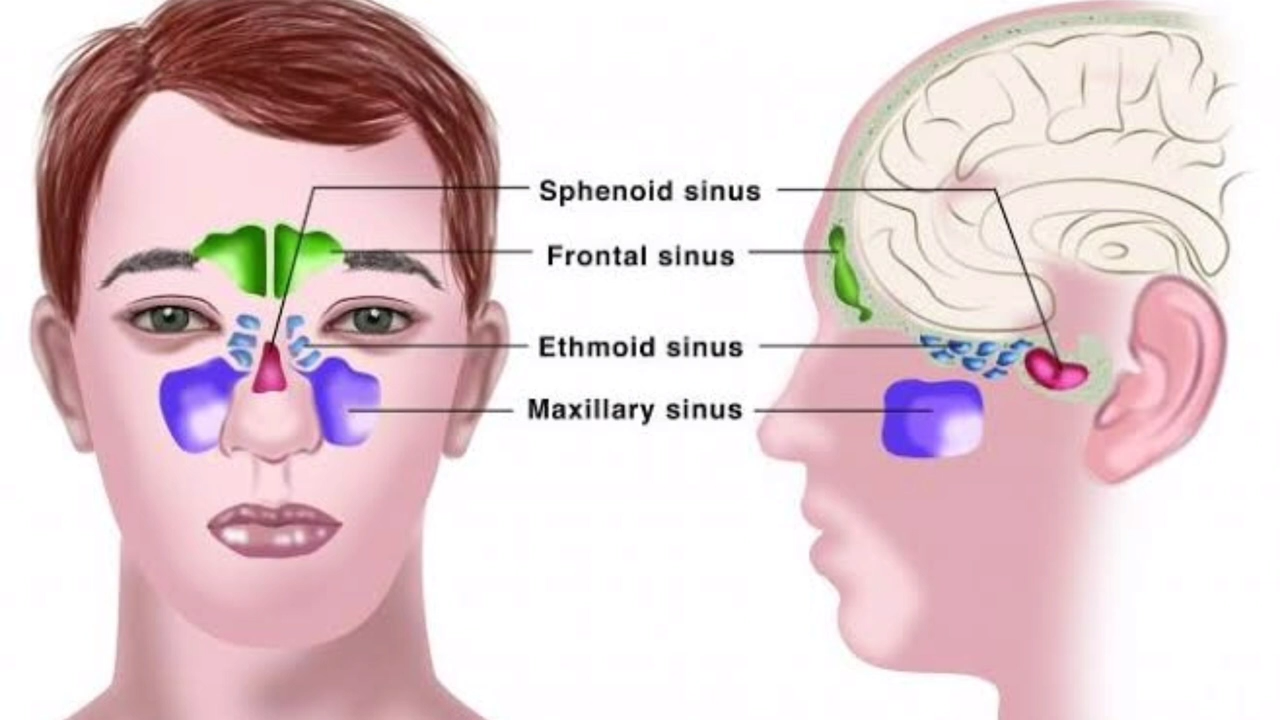 Sphenoid sinus
Frontal sinus
Ethmoid sinus
Maxillary sinus